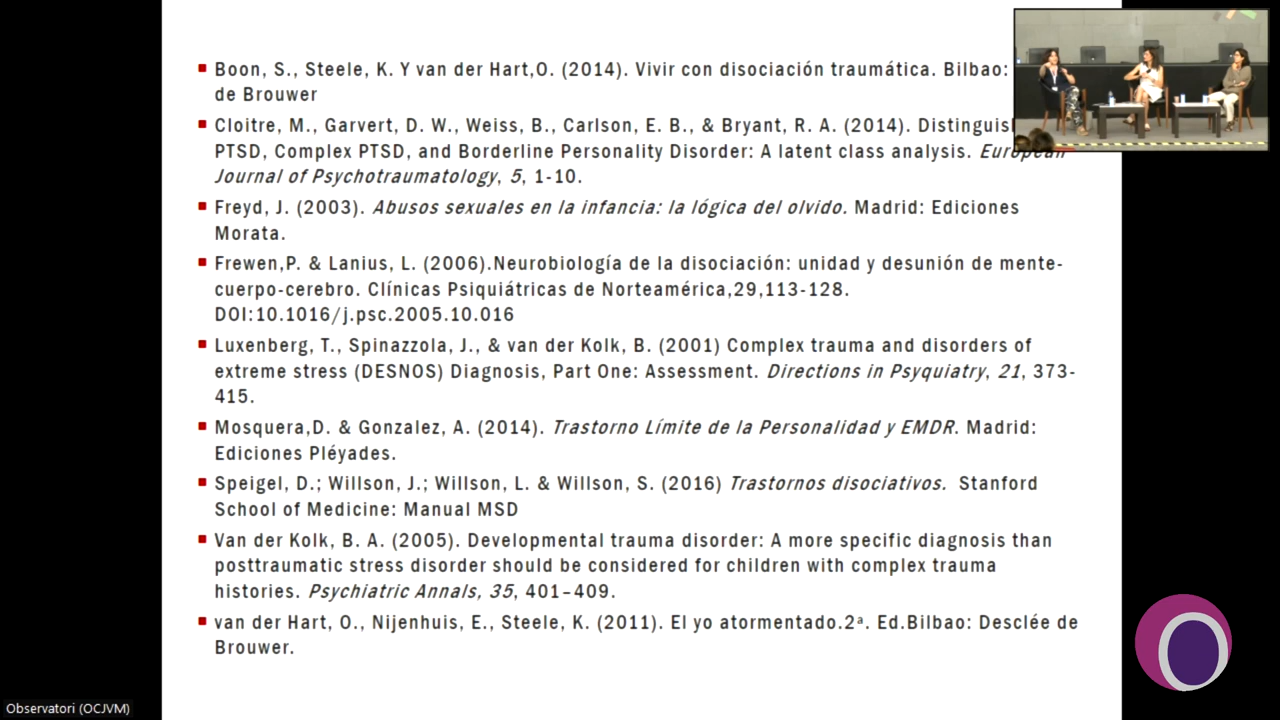 Boon, S., Steele, K. Y van der Hart,O. (2014). Vivir con disociación traumática. Bilbao:
de Brouwer
Cloitre, M., Garvert, D. W., Weiss, B., Carlson, E. B., & Bryant, R. A. (2014).
PTSD, Complex PTSD, and Borderline Personality Disorder: A latent class analysis. European
Journal of Psychotraumatology, 5, 1-10.
Freyd, J. (2003). Abusos sexuales en la infancia: la lógica del olvido. Madrid: Ediciones
Morata.
Frewen,P. & Lanius, L. (2006).Neurobiología de la disociación: unidad y desunión de mente-
cuerpo-cerebro. Clínicas Psiquiátricas de Norteamérica,29,113-128.
DOI:10.1016/j.psc.2005.10.016
Luxenberg, T., Spinazzola, J., & van der Kolk, B. (2001) Complex trauma and disorders of
extreme stress (DESNOS) Diagnosis, Part One: Assessment. Directions in Psyquiatry, 21, 373-
415.
Mosquera,D. & Gonzalez, A. (2014). Trastorno Límite de la Personalidad y EMDR. Madrid:
Ediciones Pléyades.
Speigel, D.; Willson, J.; Willson, L. & Willson, S. (2016) Trastornos disociativos. Stanford
School of Medicine: Manual MSD
Van der Kolk, B. A. (2005). Developmental trauma disorder: A more specific diagnosis than
posttraumatic stress disorder should be considered for children with complex trauma
histories. Psychiatric Annals, 35, 401–409.
van der Hart, O., Nijenhuis, E., Steele, K. (2011). El yo atormentado.2ª. Ed.Bilbao: Desclée de
Brouwer.
Observatori (OCJVM)